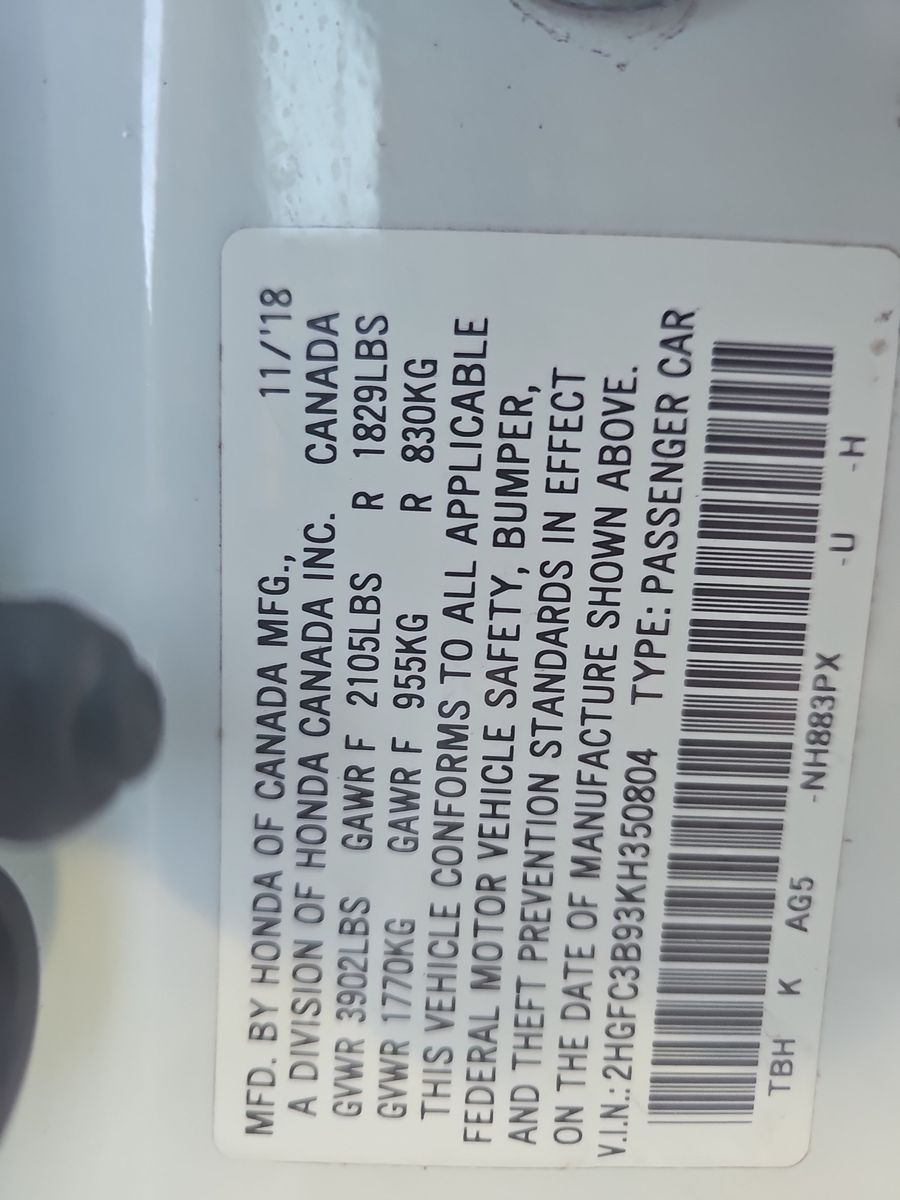 MFD. BY HONDA OF CANADA MFG., 11/'18
A DIVISION OF HONDA CANADA INC. CANADA
GVWR 3902LBS GAWR F 2105LBS R 1829LBS
GVWR 1770KG GAWR F 955KG R 830KG
THIS VEHICLE CONFORMS TO ALL APPLICABLE
FEDERAL MOTOR VEHICLE SAFETY, BUMPER,
AND THEFT PREVENTION STANDARDS IN EFFECT
ON THE DATE OF MANUFACTURE SHOWN ABOVE.
V.I.N.: 2HGFC3B93KH350804 TYPE: PASSENGER CAR
TBH K AG5 -NH883PX -U -H